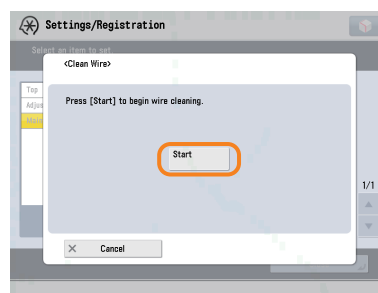 Settings/Registration
Select an item to set.
<Clean Wire>
Top
Adjus
Main
Press [Start] to begin wire cleaning.
Start
1/1
Cancel